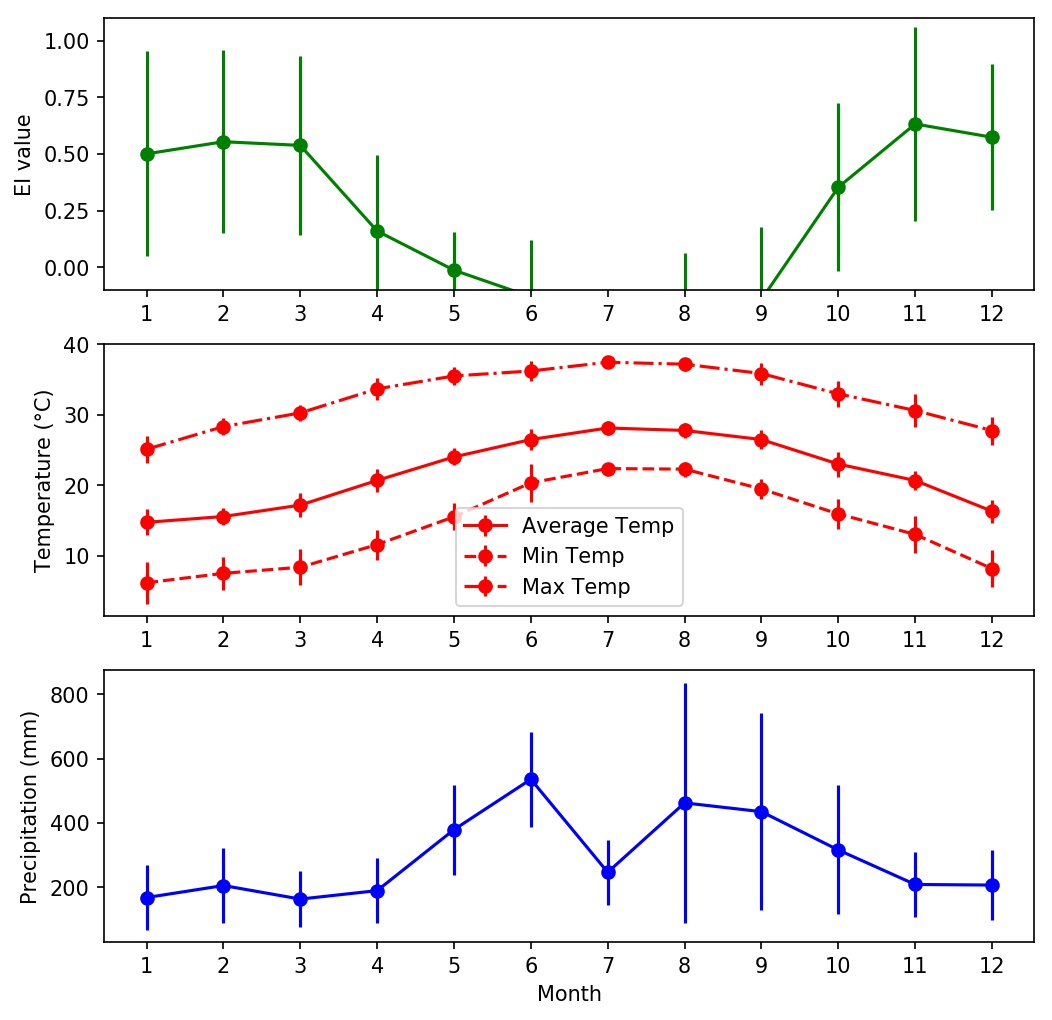 EI value
1.00
0.75
0.50
0.25
0.00
1 2 3 4 5 6 7 8 9 10 11 12
Temperature (°C)
40
30
20
10
Average Temp
Min Temp
Max Temp
1 2 3 4 5 6 7 8 9 10 11 12
Precipitation (mm)
800
600
400
200
1 2 3 4 5 6 7 8 9 10 11 12
Month